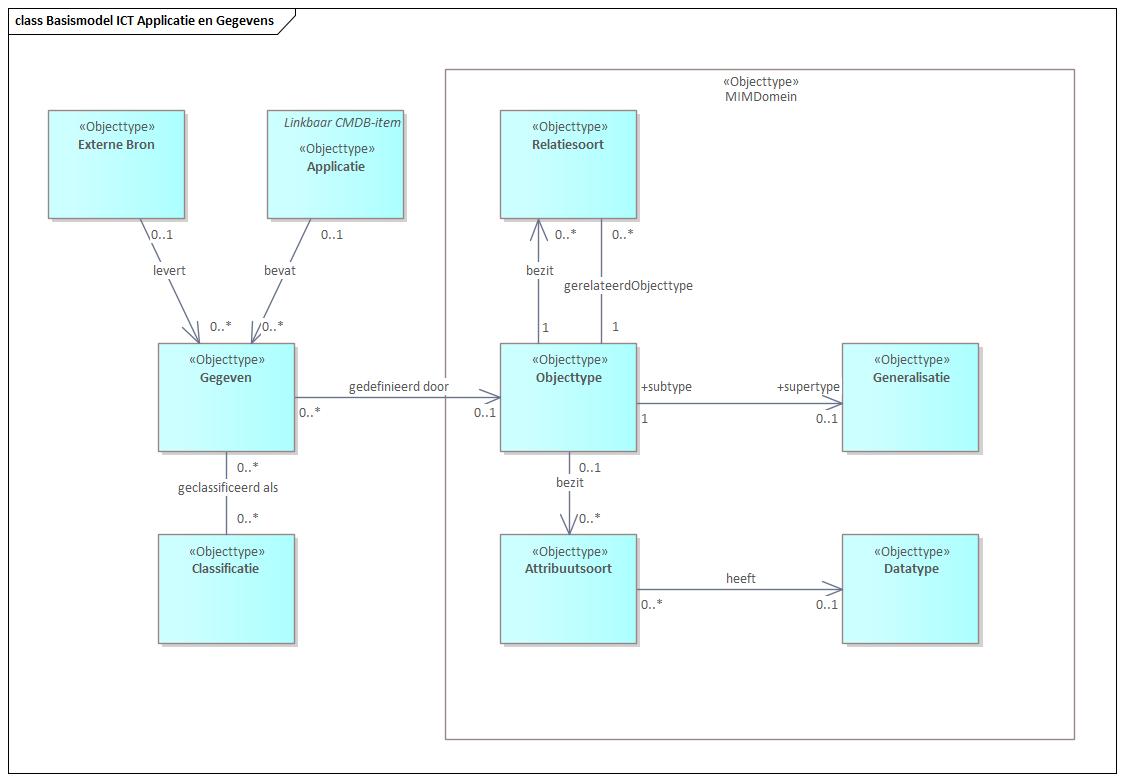 class Basismodel ICT Applicatie en Gegevens
«Objecttype»
MIMDomein
«Objecttype»
Externe Bron
Linkbaar CMDB-item
«Objecttype»
Applicatie
«Objecttype»
Relatiesoort
0..1
0..1
0..*
0..*
levert
bevat
bezit
gerelateerdObjecttype
0..*
0..*
1
1
«Objecttype»
Gegeven
«Objecttype»
Objecttype
«Objecttype»
Generalisatie
gedefinieerd door
0..*
0..1
+subtype
+supertype
1
0..1
0..*
geclassificeerd als
0..*
0..1
bezit
0..*
«Objecttype»
Classificatie
«Objecttype»
Attribuutsoort
«Objecttype»
Datatype
heeft
0..*
0..1